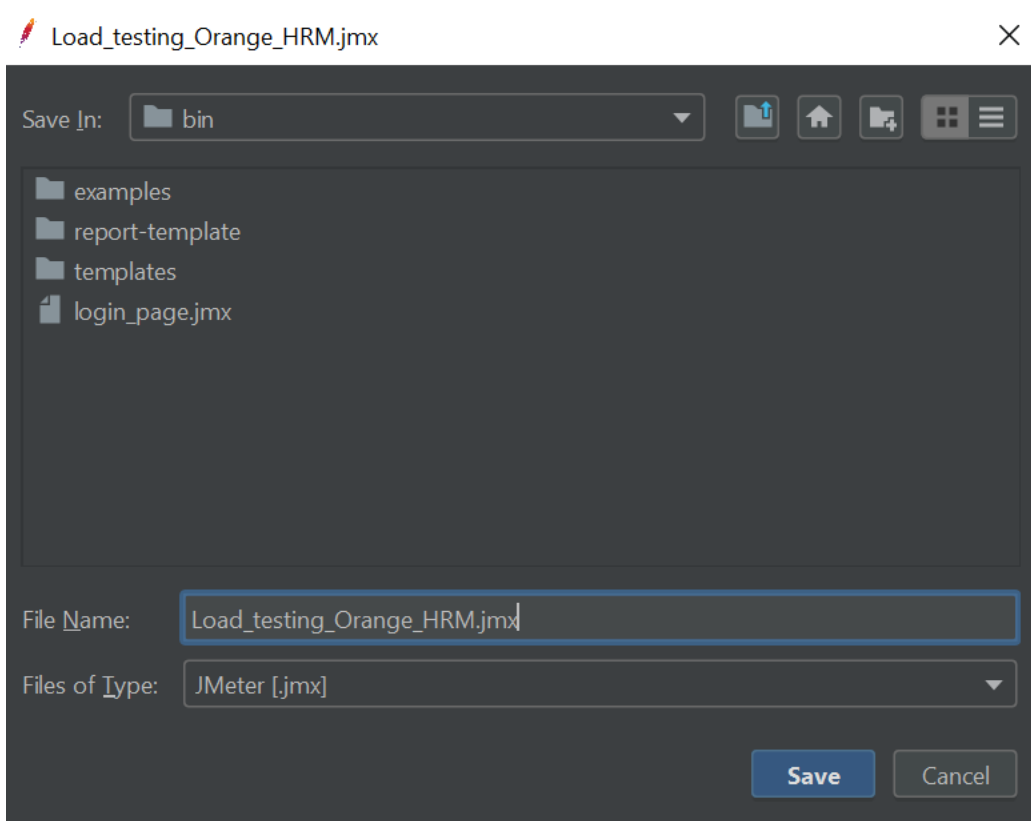 Load_testing_Orange_HRM.jmx
Save In: bin
examples
report-template
templates
login_page.jmx
File Name: Load_testing_Orange_HRM.jmx
Files of Type: JMeter [.jmx]
Save Cancel